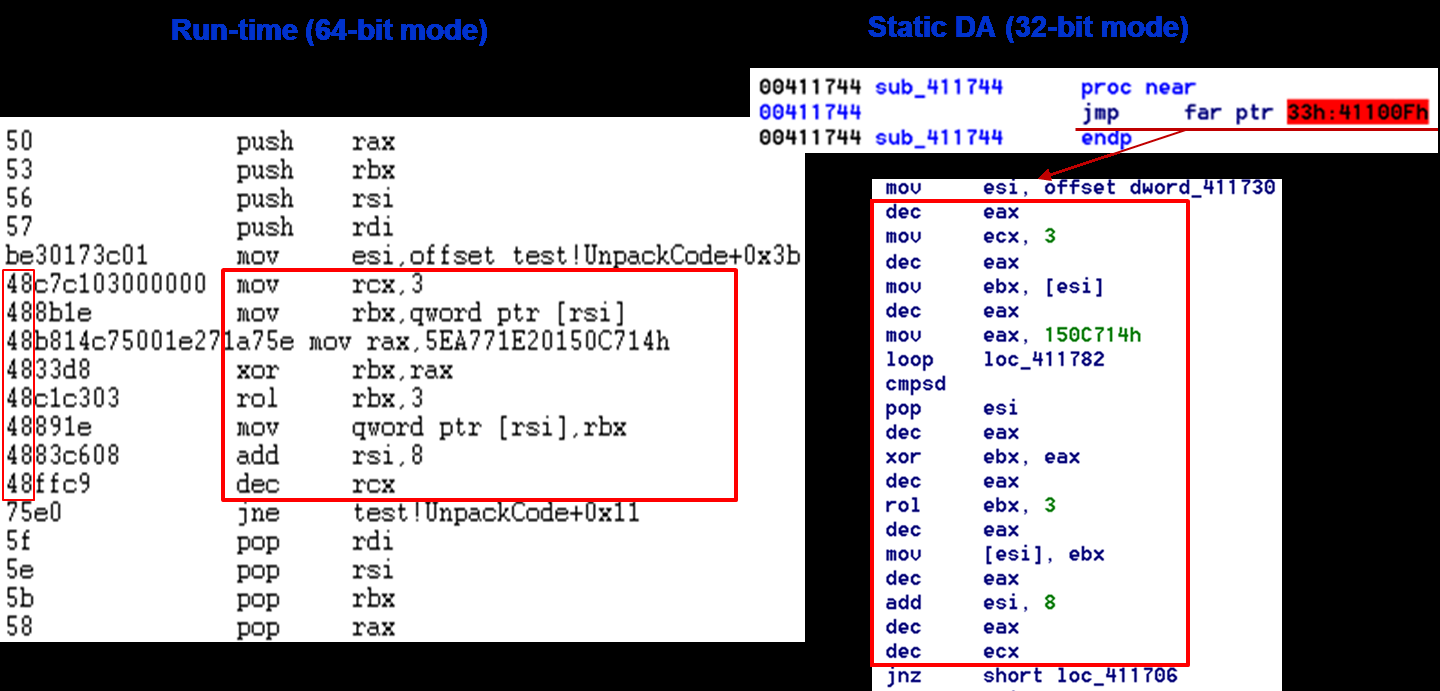 Run-time (64-bit mode)
50 push rax
53 push rbx
56 push rsi
57 push rdi
be30173c01 mov esi,offset test!UnpackCode+0x3b
48c7c103000000 mov rcx,3
488b1e mov rbx,qword ptr [rsi]
48b814c75001e271a75e mov rax,5EA771E20150C714h
4833d8 xor rbx,rax
48c1c303 rol rbx,3
48891e mov qword ptr [rsi],rbx
4883c608 add rsi,8
48ffc9 dec rcx
75e0 jne test!UnpackCode+0x11
5f pop rdi
5e pop rsi
5b pop rbx
58 pop rax
Static DA (32-bit mode)
00411744 sub_411744 proc near
00411744 jmp far ptr 33h:41100Fh
00411744 sub_411744 endp
mov esi, offset dword_411730
dec eax
mov ecx, 3
dec eax
mov ebx, [esi]
dec eax
mov eax, 150C714h
loop loc_411782
cmpsd
pop esi
dec eax
xor ebx, eax
dec eax
rol ebx, 3
dec eax
mov [esi], ebx
dec eax
add esi, 8
dec eax
dec ecx
jnz short loc_411706